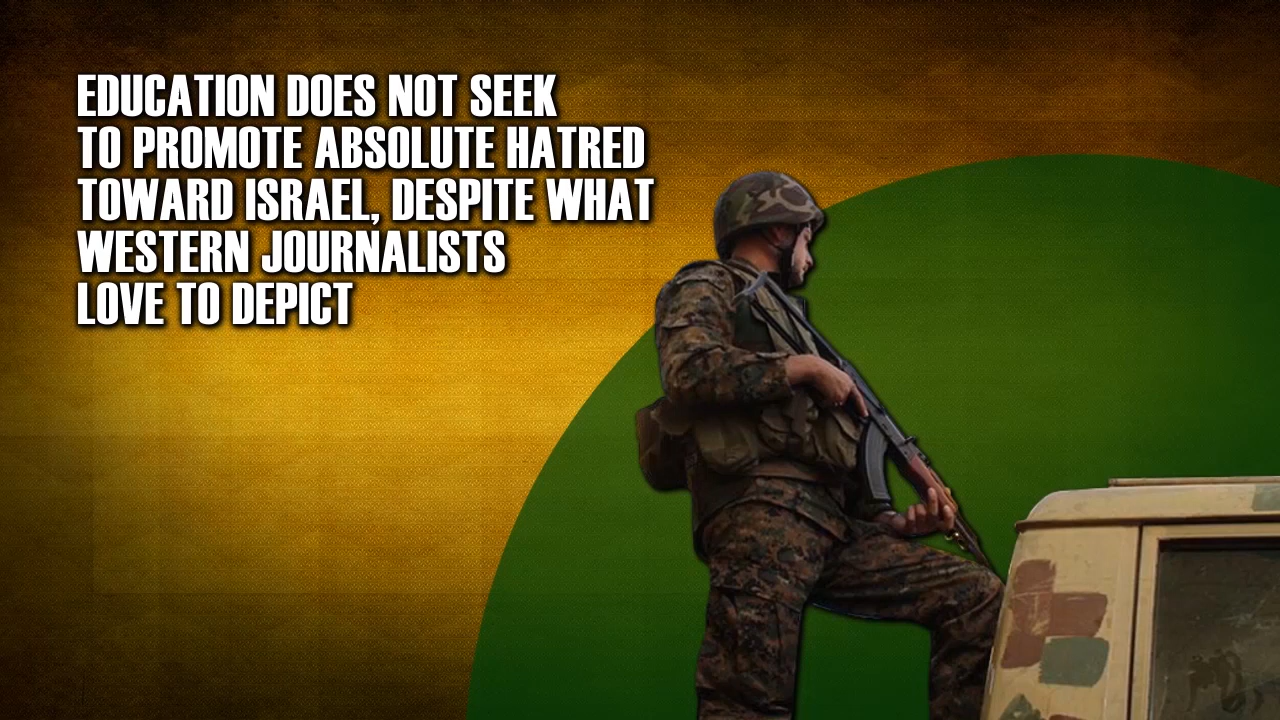 EDUCATION DOES NOT SEEK
TO PROMOTE ABSOLUTE HATRED
TOWARD ISRAEL, DESPITE WHAT
WESTERN JOURNALISTS
LOVE TO DEPICT